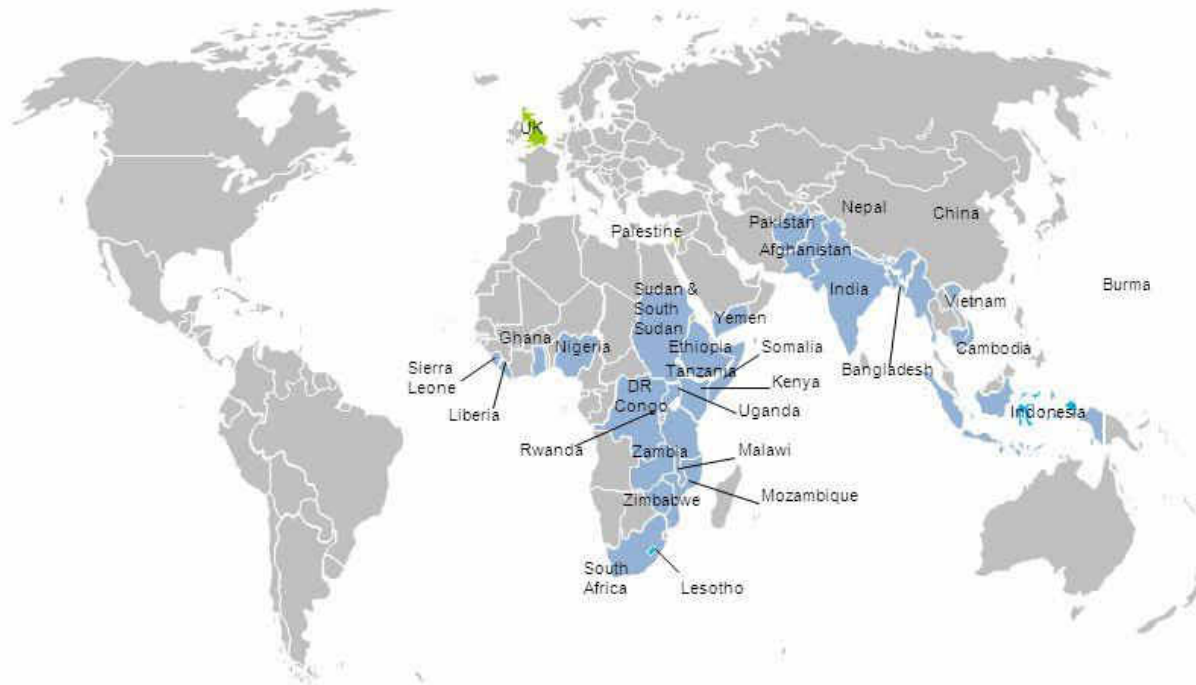 UK
Nepal
China
Pakistan
Palestine
Afghanistan
Burma
India
Sudan &
South
Sudan
Vietnam
Yemen
Ghana
Nigeria
Ethiopia
Somalia
Cambodia
Sierra
Leone
Tanzania
Bangladesh
DR
Congo
Kenya
Liberia
Uganda
Indonesia
Rwanda
Zambia
Malawi
Zimbabwe
Mozambique
South
Africa
Lesotho